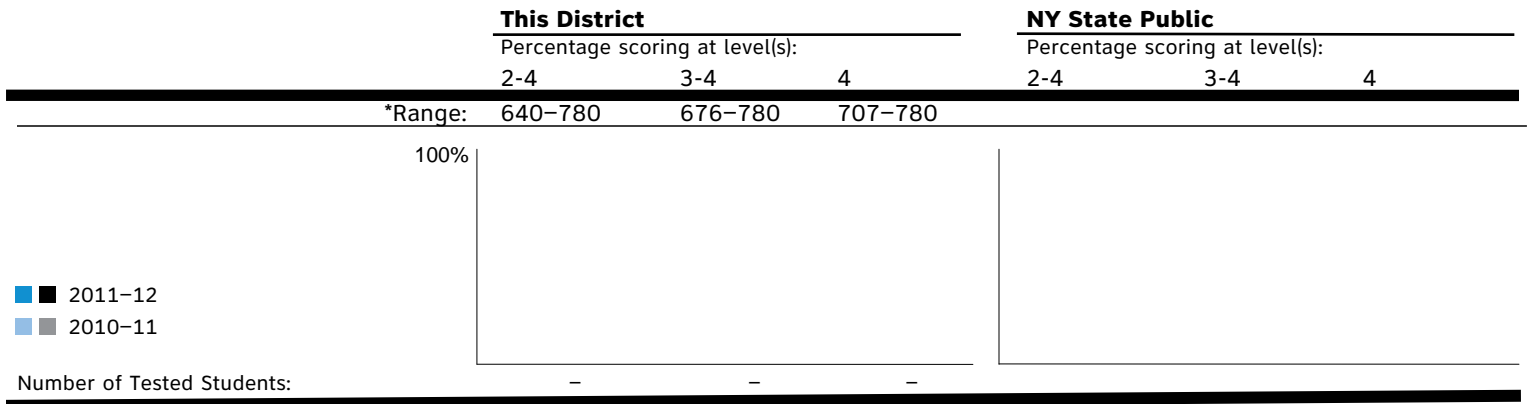 This District NY State Public
Percentage scoring at level(s): Percentage scoring at level(s):
2-4 3-4 4 2-4 3-4 4
*Range: 640–780 676–780 707–780
100%
2011–12
2010–11
Number of Tested Students: – – –